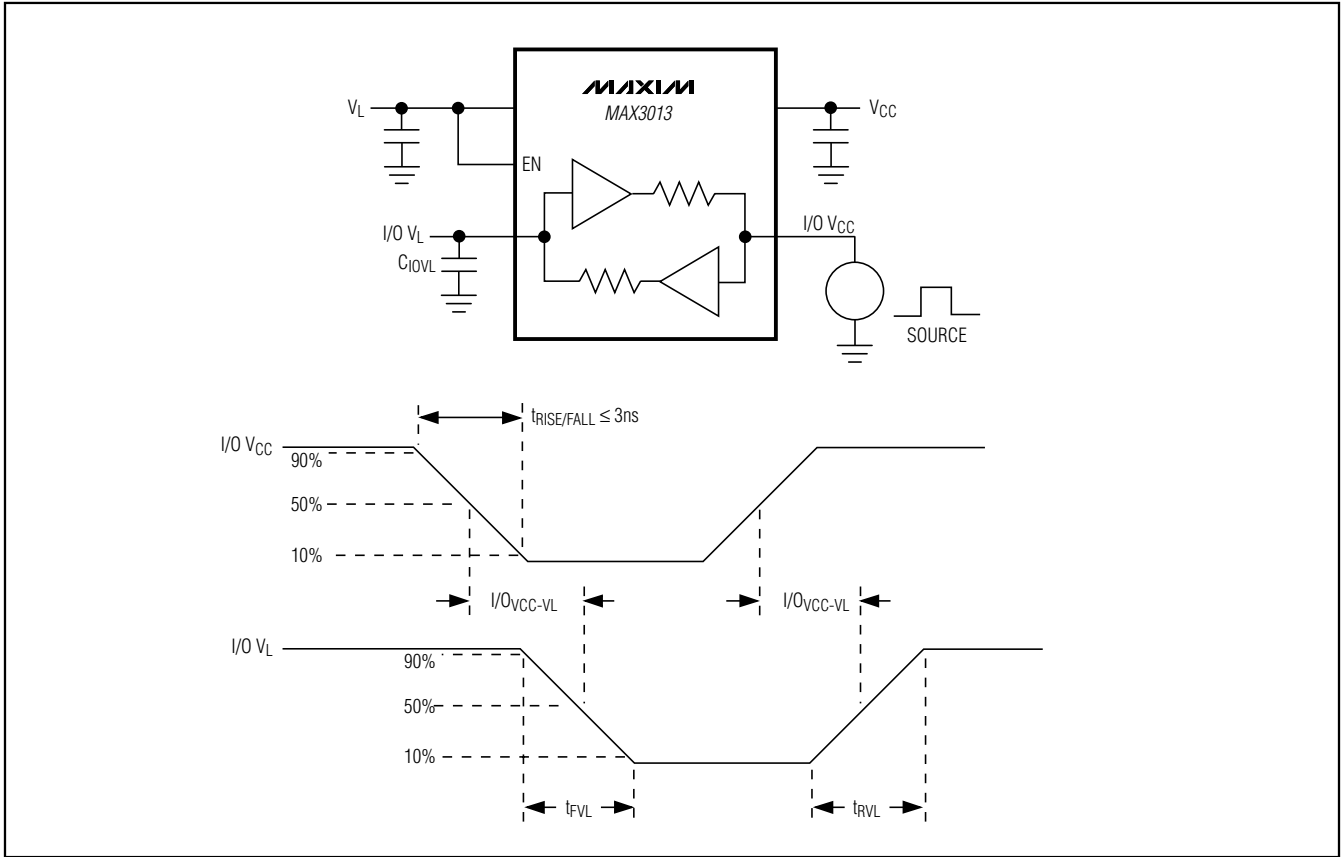 MAXIM
MAX3013
VL
VCC
EN
I/O VL
I/O VCC
CIOVL
SOURCE
tRISE/FALL ≤ 3ns
I/O VCC
90%
50%
10%
I/OVCC-VL
I/OVCC-VL
I/O VL
90%
50%
10%
tFVL
tRVL